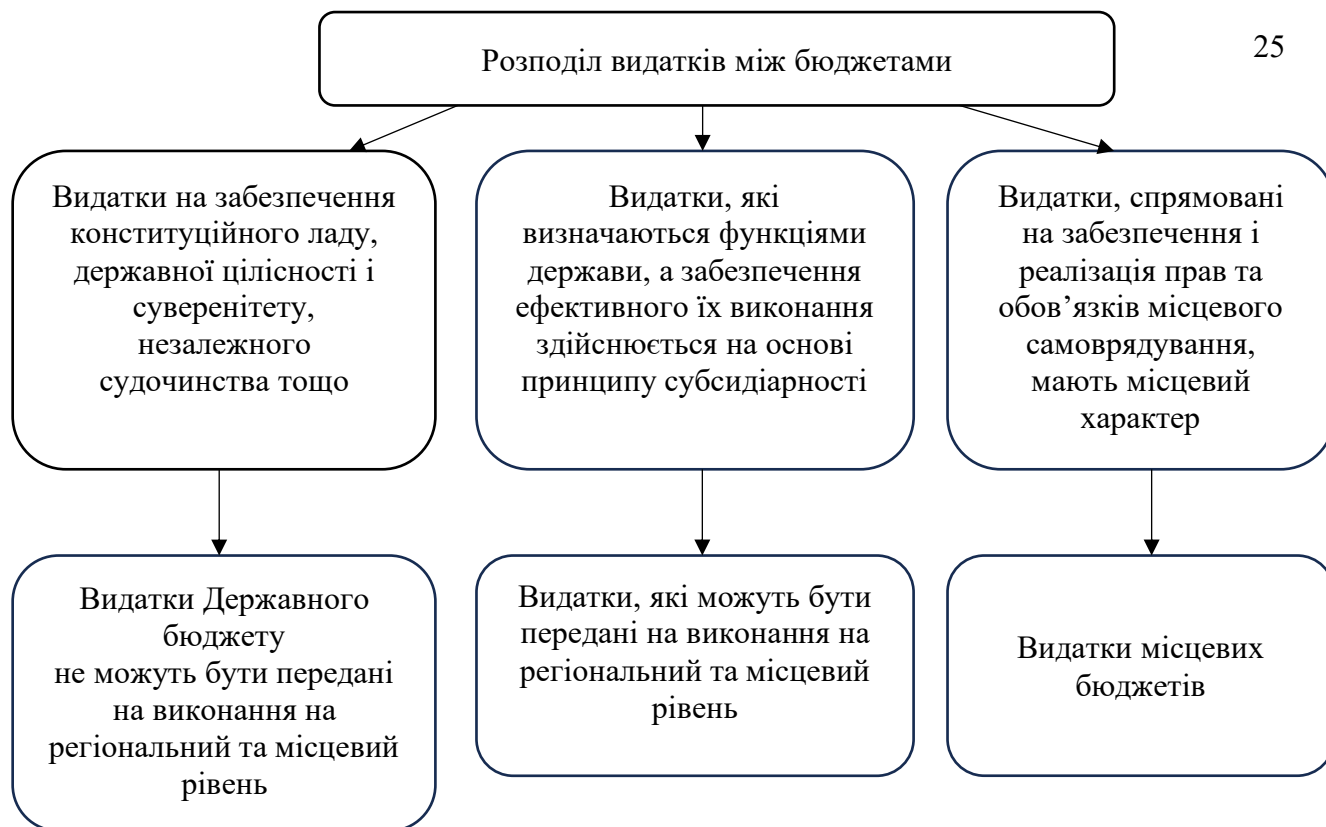 25
Розподіл видатків між бюджетами
Видатки на забезпечення
конституційного ладу,
державної цілісності і
суверенітету,
незалежного
судочинства тощо
Видатки, які
визначаються функціями
держави, а забезпечення
ефективного їх виконання
здійснюється на основі
принципу субсидіарності
Видатки, спрямовані
на забезпечення і
реалізація прав та
обов’язків місцевого
самоврядування,
мають місцевий
характер
Видатки Державного
бюджету
не можуть бути передані
на виконання на
регіональний та місцевий
рівень
Видатки, які можуть бути
передані на виконання на
регіональний та місцевий
рівень
Видатки місцевих
бюджетів